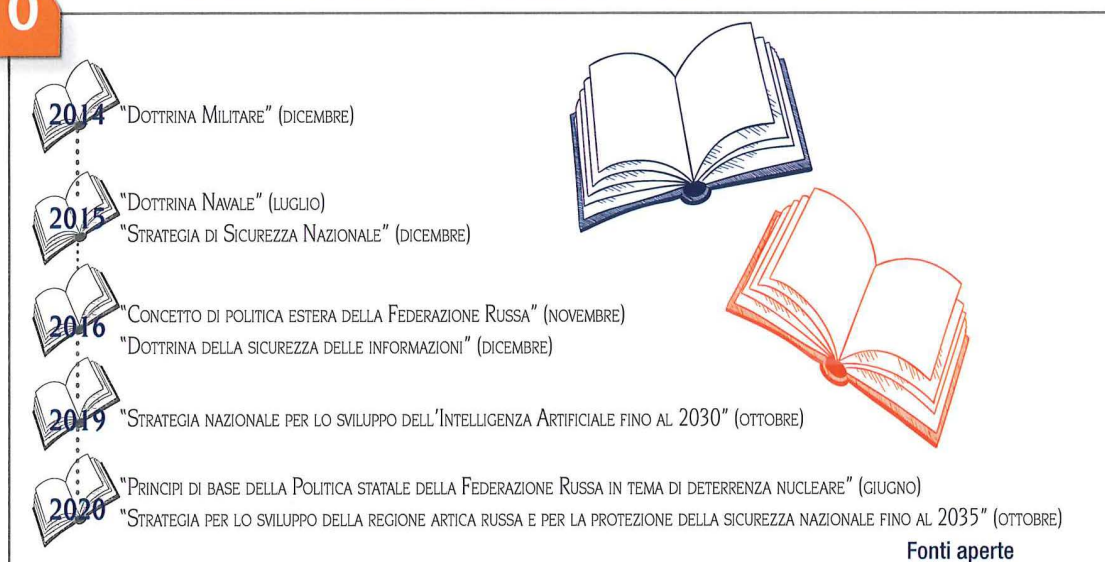 0
2014 "Dottrina Militare" (dicembre)
2015 "Dottrina Navale" (luglio)
"Strategia di Sicurezza Nazionale" (dicembre)
2016 "Concetto di politica estera della Federazione Russa" (novembre)
"Dottrina della sicurezza delle informazioni" (dicembre)
2019 "Strategia nazionale per lo sviluppo dell'Intelligenza Artificiale fino al 2030" (ottobre)
2020 "Principi di base della Politica statale della Federazione Russa in tema di deterrenza nucleare" (giugno)
"Strategia per lo sviluppo della regione artica russa e per la protezione della sicurezza nazionale fino al 2035" (ottobre)
Fonti aperte